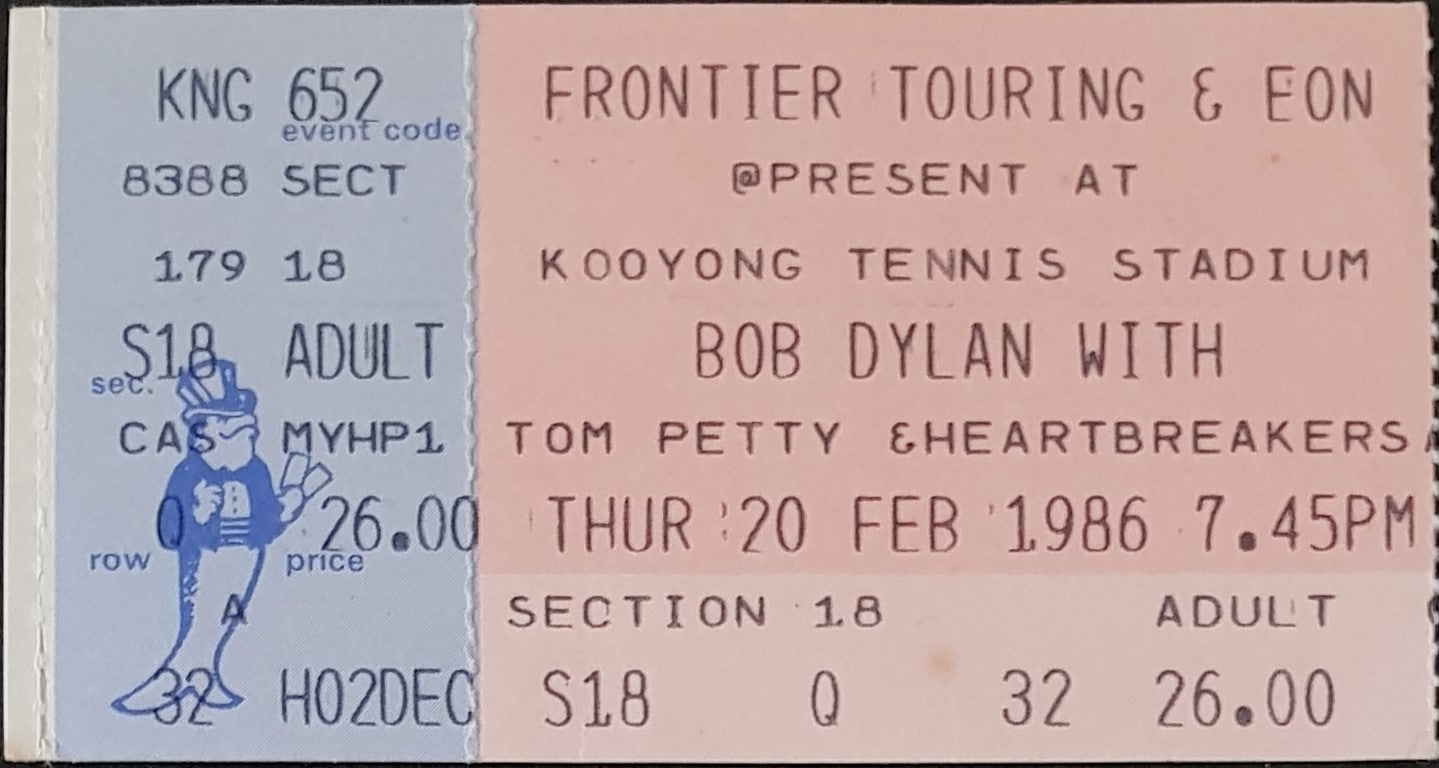 KNG 652
event code
8388 SECT
179 18
S18 ADULT
sec.
CAS MYHP1
Q 26.00
row price
A
32 H02DEC
FRONTIER TOURING & EON
@PRESENT AT
KOOYONG TENNIS STADIUM
BOB DYLAN WITH
TOM PETTY &HEARTBREAKERS
THUR 20 FEB 1986 7.45PM
SECTION 18 ADULT
S18 Q 32 26.00